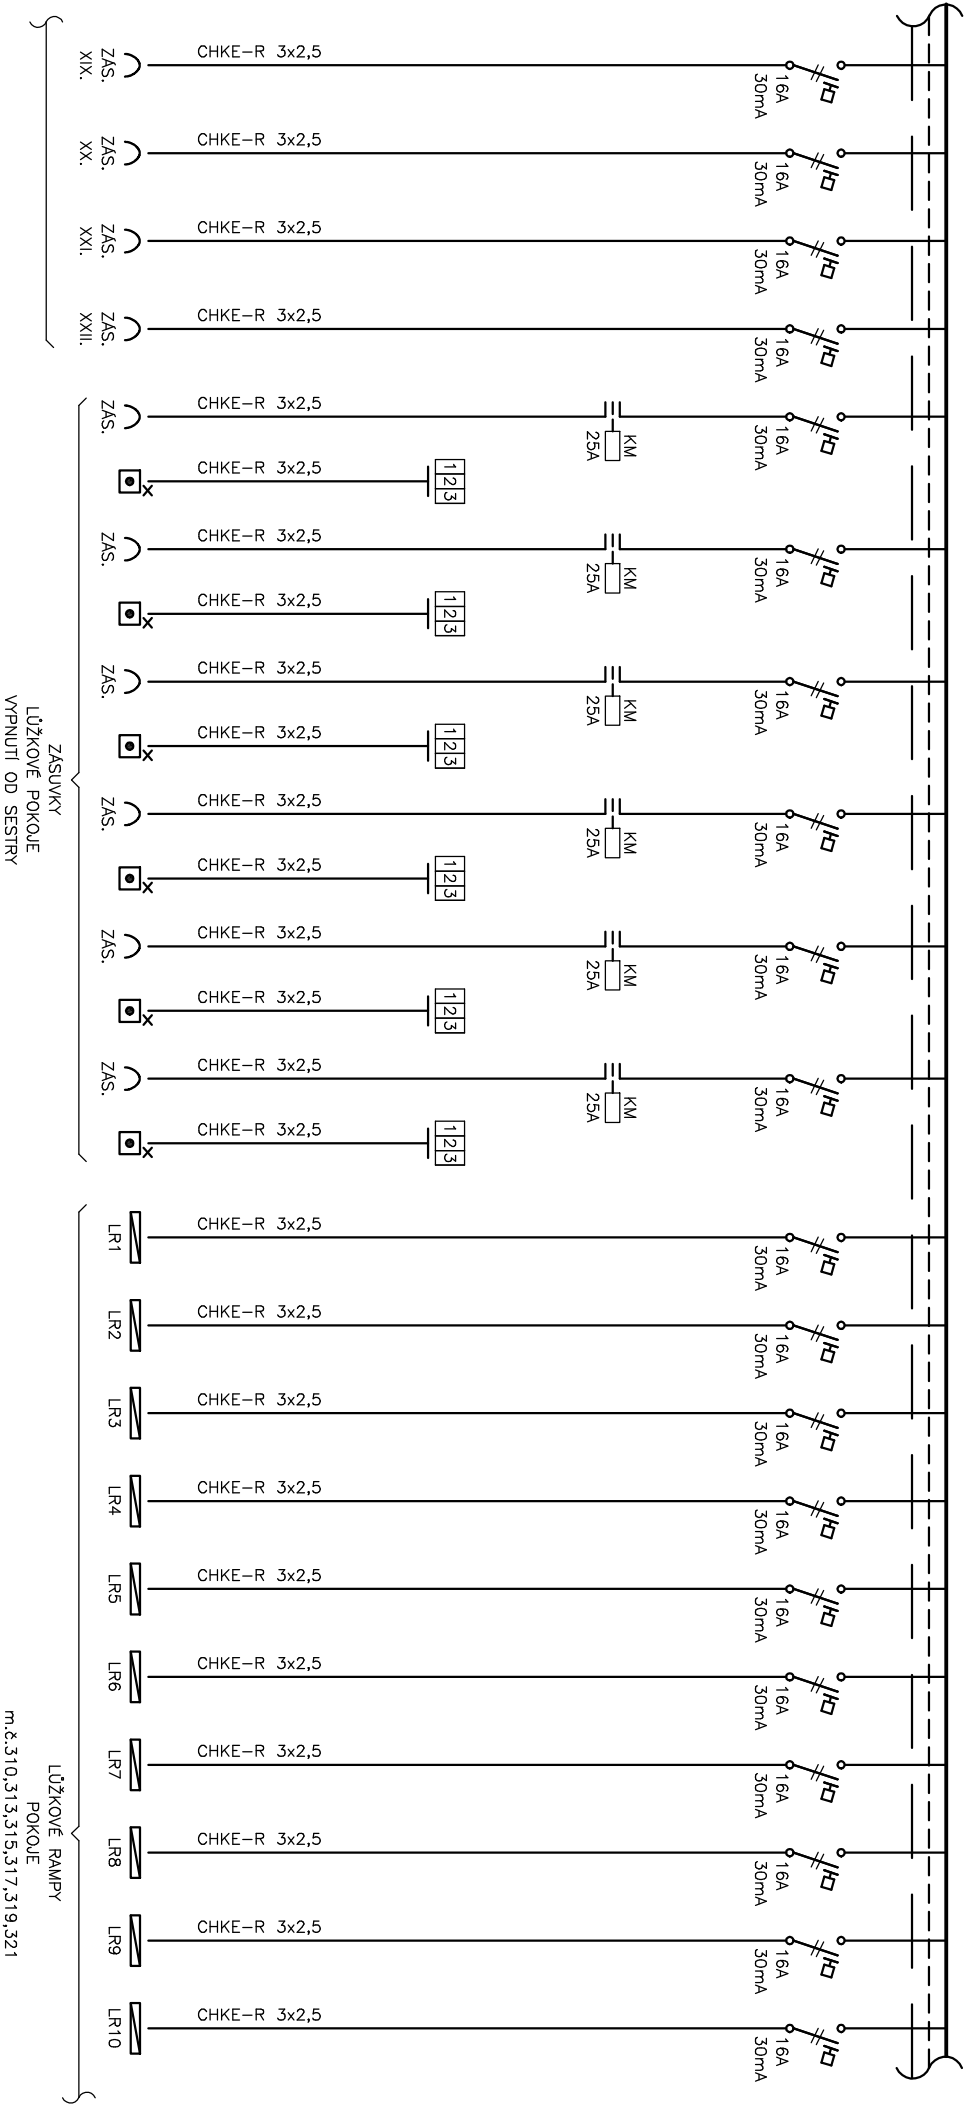 CHKE-R 3x2,5
16A
30mA
ZÁS.
XIX.
CHKE-R 3x2,5
16A
30mA
ZÁS.
XX.
CHKE-R 3x2,5
16A
30mA
ZÁS.
XXI.
CHKE-R 3x2,5
16A
30mA
ZÁS.
XXII.
CHKE-R 3x2,5
KM
25A
16A
30mA
ZÁS.
CHKE-R 3x2,5
1 2 3
CHKE-R 3x2,5
KM
25A
16A
30mA
ZÁS.
CHKE-R 3x2,5
1 2 3
CHKE-R 3x2,5
KM
25A
16A
30mA
ZÁS.
CHKE-R 3x2,5
1 2 3
CHKE-R 3x2,5
KM
25A
16A
30mA
ZÁS.
CHKE-R 3x2,5
1 2 3
CHKE-R 3x2,5
KM
25A
16A
30mA
ZÁS.
CHKE-R 3x2,5
1 2 3
CHKE-R 3x2,5
KM
25A
16A
30mA
ZÁS.
CHKE-R 3x2,5
1 2 3
ZÁSUVKY
LŮŽKOVÉ POKOJE
VYPNUTÍ OD SESTRY
CHKE-R 3x2,5
16A
30mA
LR1
CHKE-R 3x2,5
16A
30mA
LR2
CHKE-R 3x2,5
16A
30mA
LR3
CHKE-R 3x2,5
16A
30mA
LR4
CHKE-R 3x2,5
16A
30mA
LR5
CHKE-R 3x2,5
16A
30mA
LR6
CHKE-R 3x2,5
16A
30mA
LR7
CHKE-R 3x2,5
16A
30mA
LR8
CHKE-R 3x2,5
16A
30mA
LR9
CHKE-R 3x2,5
16A
30mA
LR10
LŮŽKOVÉ RAMPY
POKOJE
m.č.310,313,315,317,319,321